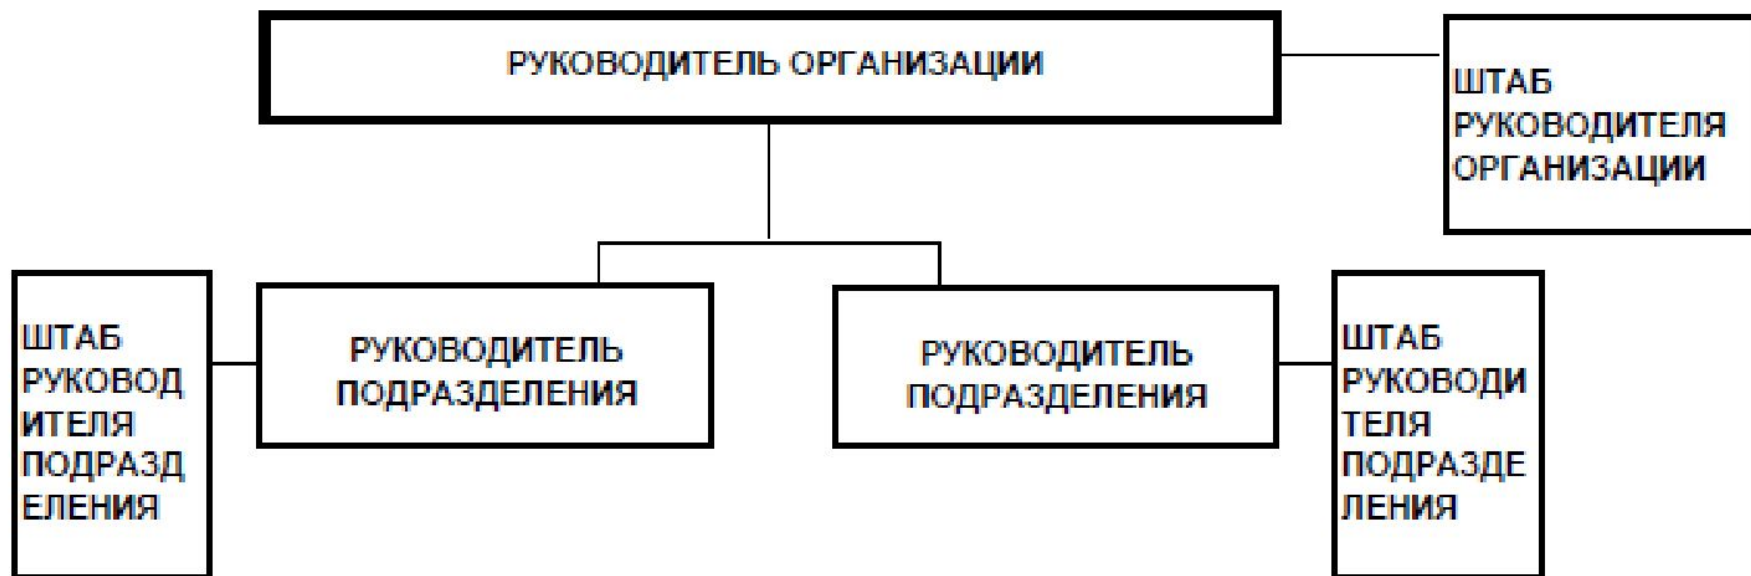 РУКОВОДИТЕЛЬ ОРГАНИЗАЦИИ
ШТАБ
РУКОВОДИТЕЛЯ
ОРГАНИЗАЦИИ
ШТАБ
РУКОВОД
ИТЕЛЯ
ПОДРАЗД
ЕЛЕНИЯ
РУКОВОДИТЕЛЬ
ПОДРАЗДЕЛЕНИЯ
РУКОВОДИТЕЛЬ
ПОДРАЗДЕЛЕНИЯ
ШТАБ
РУКОВОДИ
ТЕЛЯ
ПОДРАЗДЕ
ЛЕНИЯ